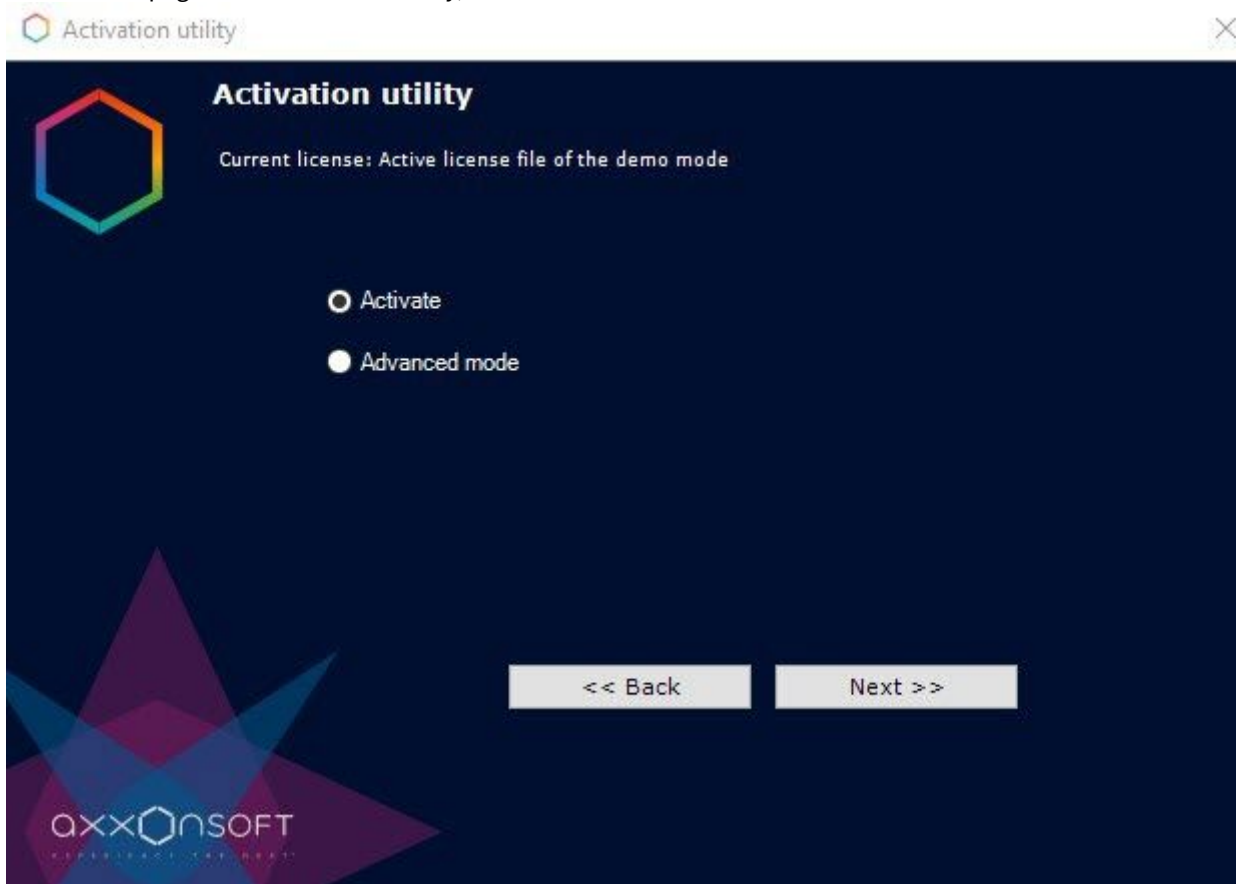 Activation utility
Activation utility
Current license: Active license file of the demo mode
Activate
Advanced mode
<< Back
Next >>
axxonsoft